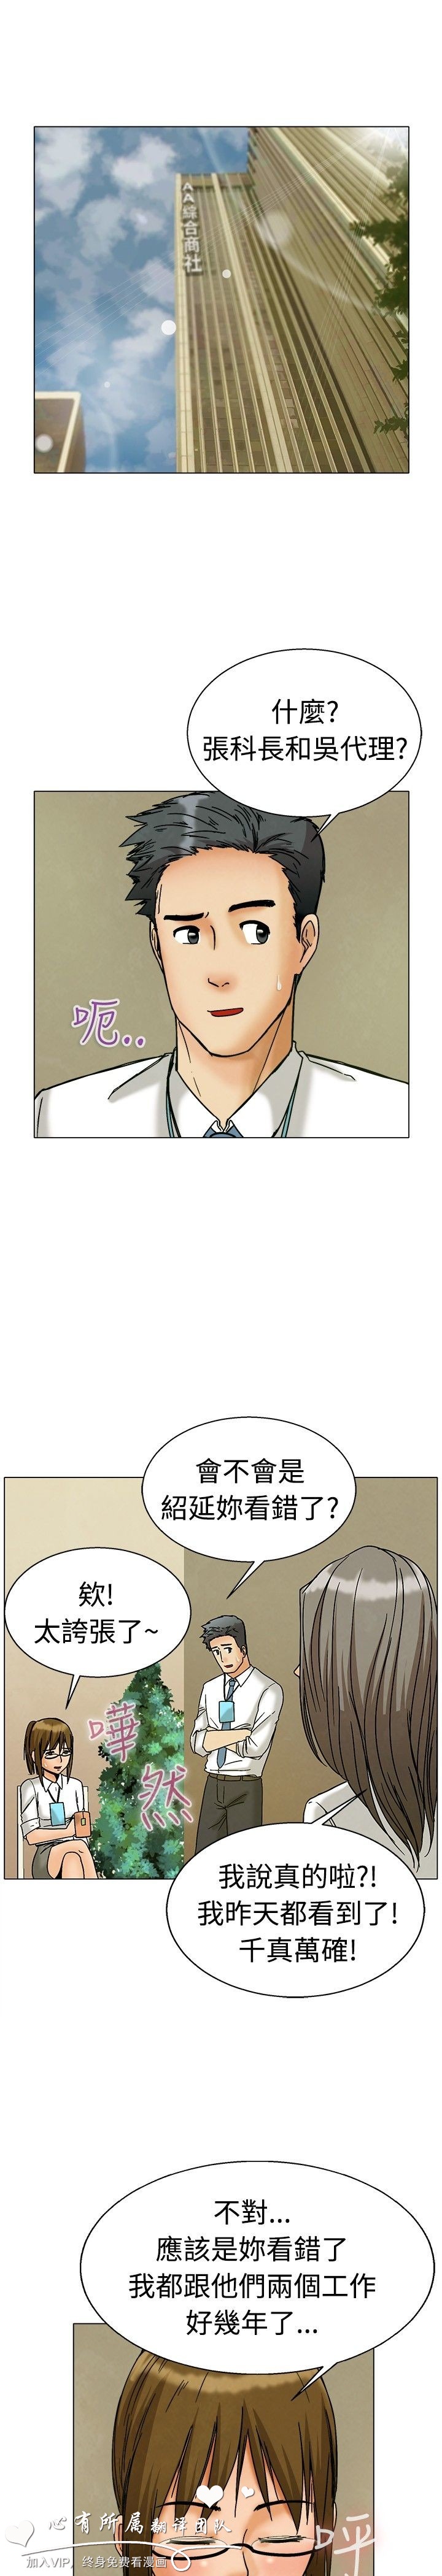 AA綜合商社
什麼?
張科長和吳代理?
呃..
會不會是
紹延妳看錯了?
欸!
太誇張了~
嘩然
我說真的啦?!
我昨天都看到了!
千真萬確!
不對...
應該是妳看錯了
我都跟他們兩個工作
好幾年了...
呼
心有所属翻译团队
加入VIP，终身免费看漫画